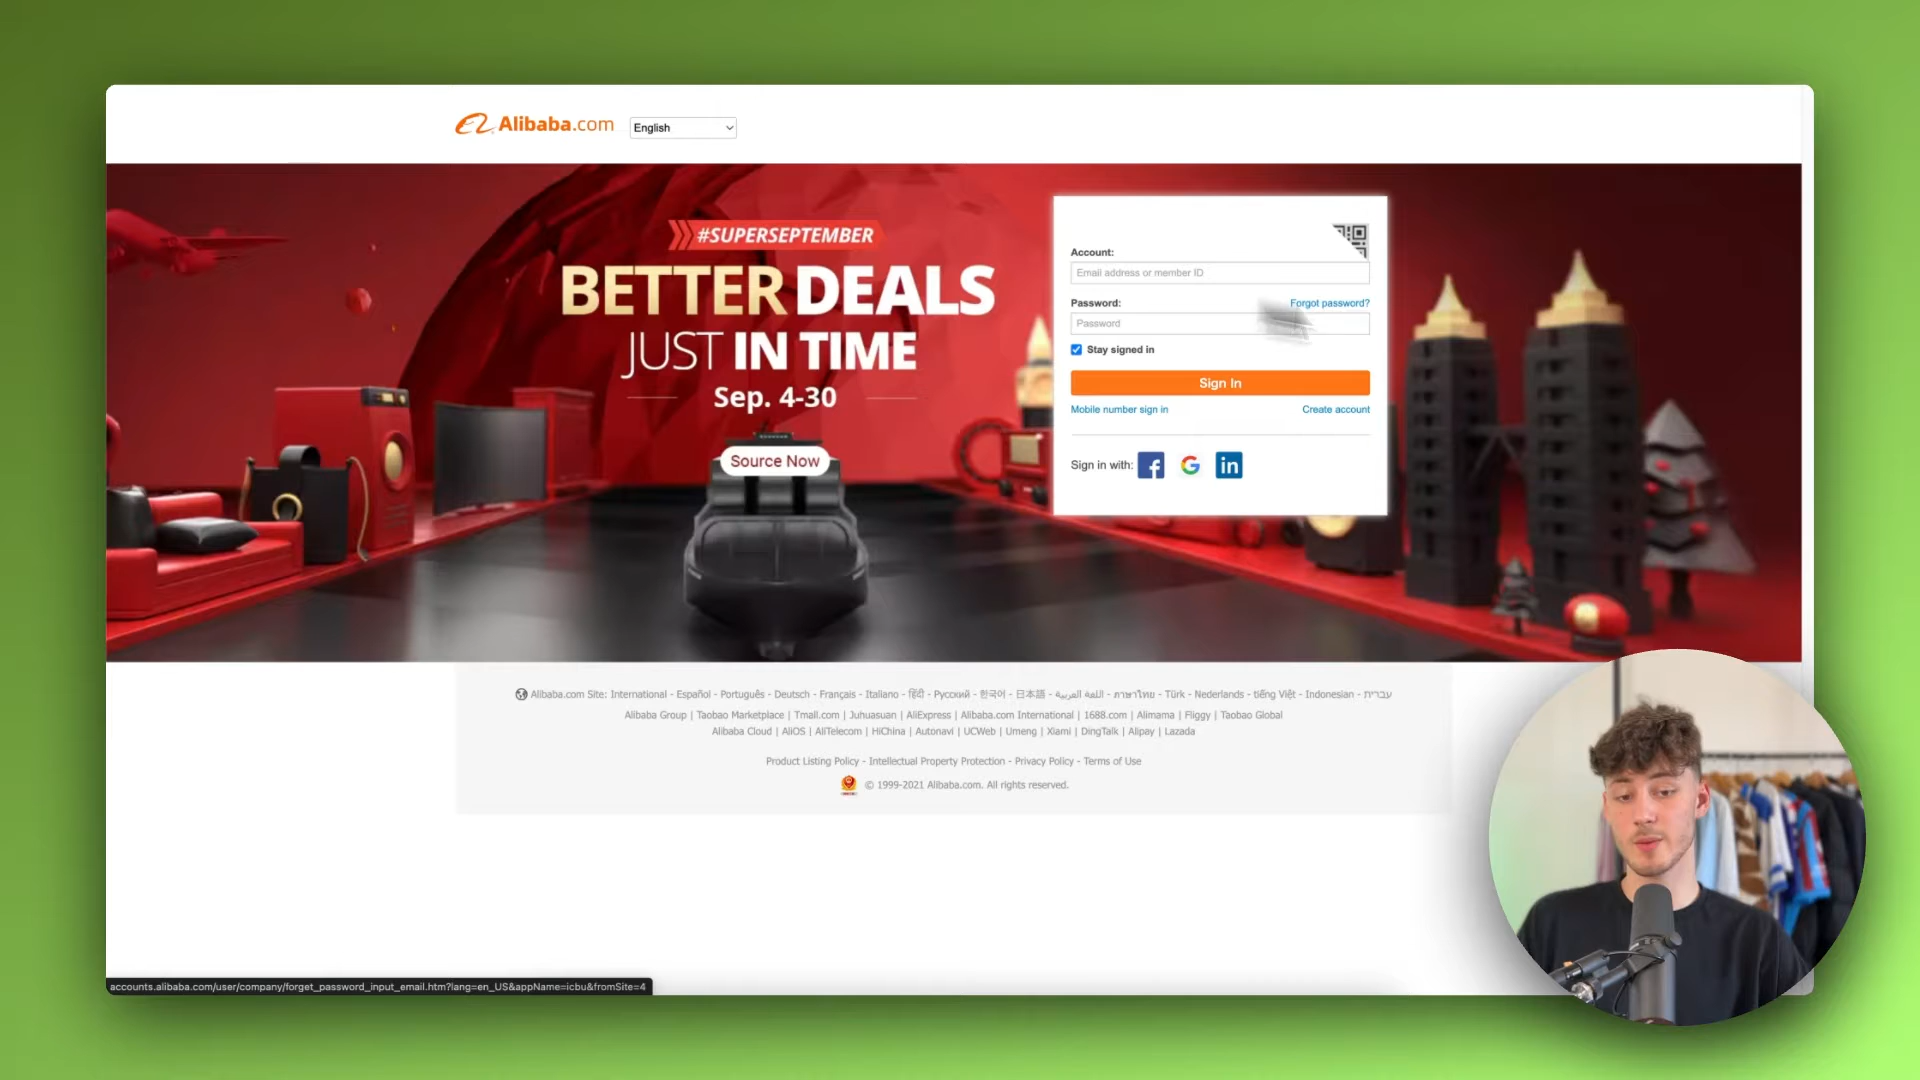 Alibaba.com
English
#SUPERSEPTEMBER
BETTER DEALS
JUST IN TIME
Sep. 4-30
Source Now
Account:
Email address or member ID
Password:
Forgot password?
Password
Stay signed in
Sign In
Mobile number sign in
Create account
Sign in with:
Alibaba.com Site: International - Español - Português - Deutsch - Français - Italiano - हिंदी - Русский - 한국어 - 日本語 - اللغة العربية - ภาษาไทย - Türk - Nederlands - tiếng Việt - Indonesian - עברית
Alibaba Group | Taobao Marketplace | Tmall.com | Juhuasuan | AliExpress | Alibaba.com International | 1688.com | Alimama | Fliggy | Taobao Global
Alibaba Cloud | AliOS | AliTelecom | HiChina | Autonavi | UCWeb | Umeng | Xiami | DingTalk | Alipay | Lazada
Product Listing Policy - Intellectual Property Protection - Privacy Policy - Terms of Use
© 1999-2021 Alibaba.com. All rights reserved.
accounts.alibaba.com/user/company/forget_password_input_email.htm?lang=en_US&appName=icbu&fromSite=4